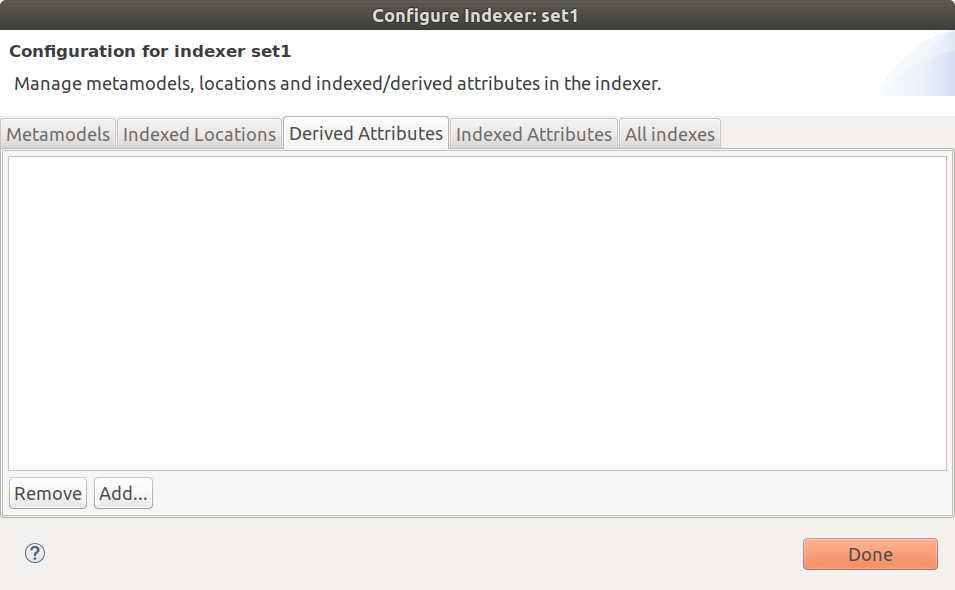 Configure Indexer: set1
Configuration for indexer set1
Manage metamodels, locations and indexed/derived attributes in the indexer.
Metamodels Indexed Locations Derived Attributes Indexed Attributes All indexes
Remove Add...
? Done